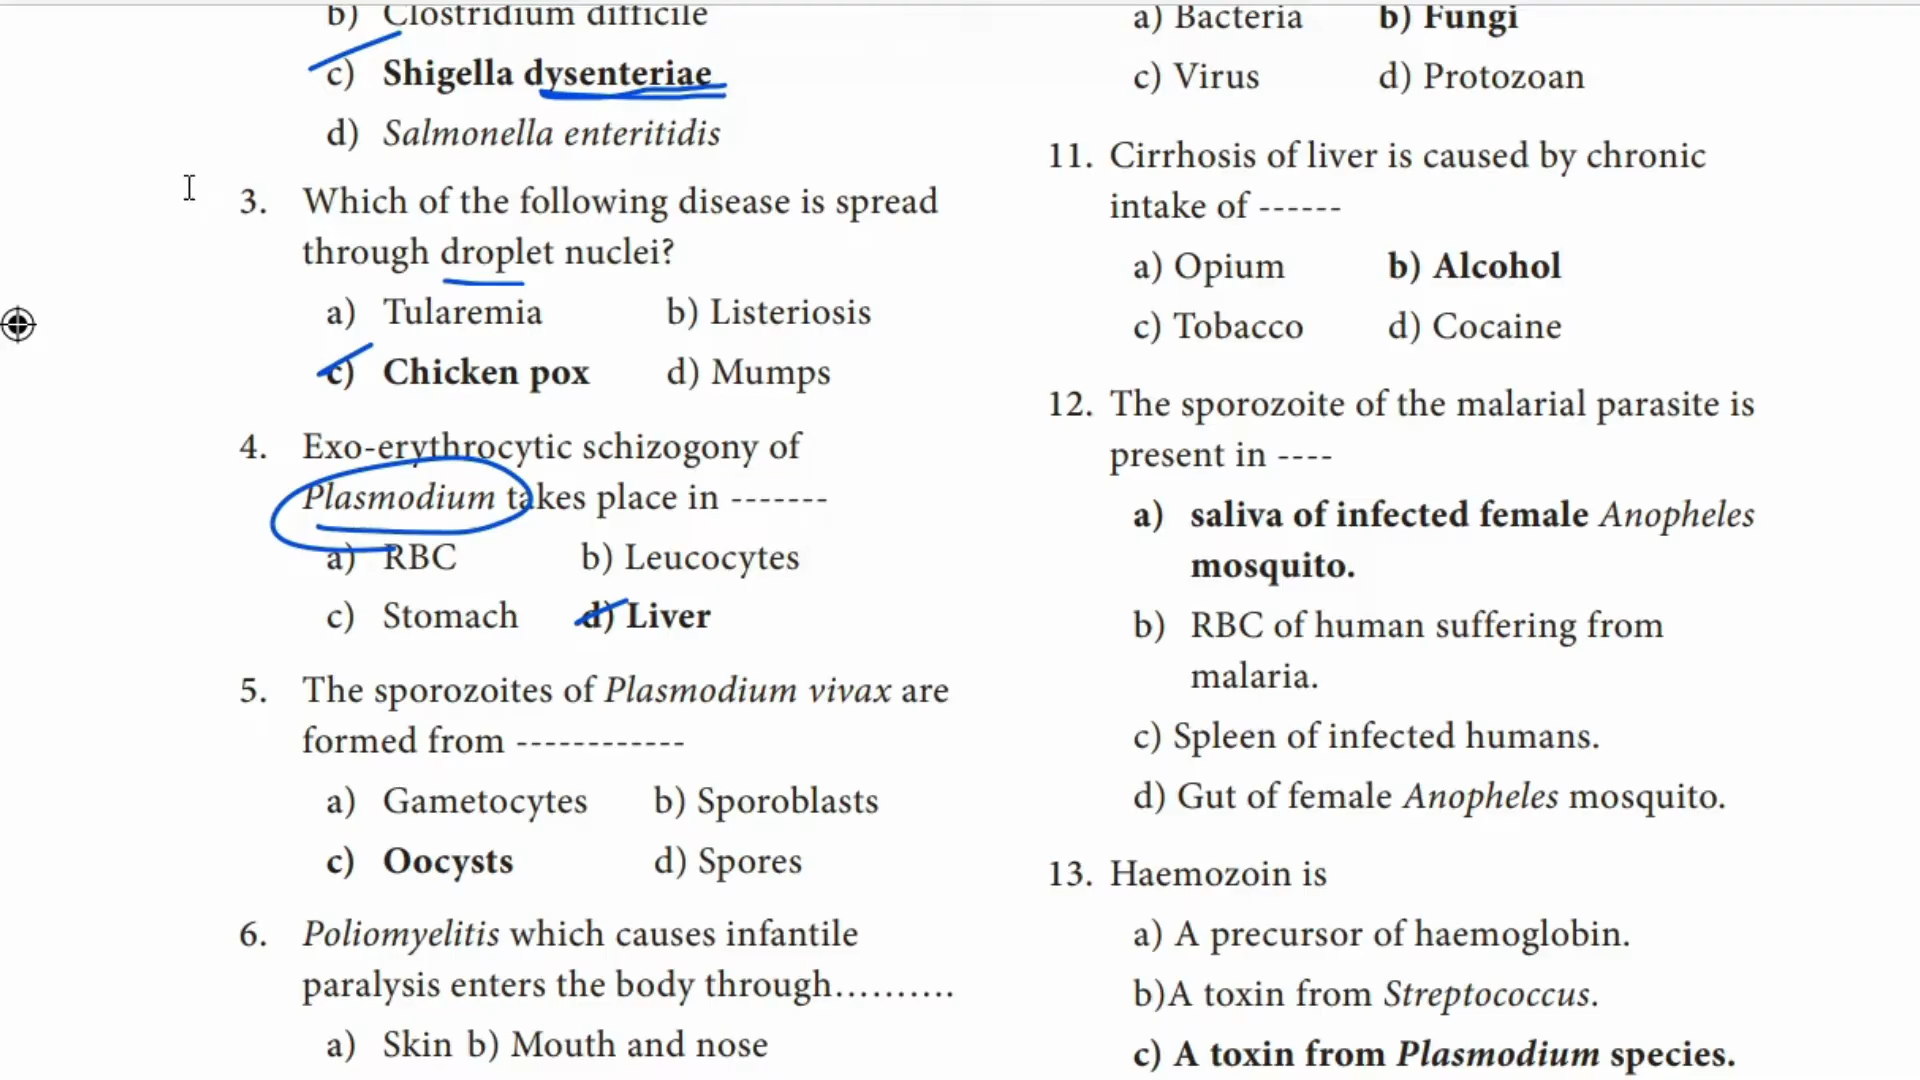 b) Clostridium difficile
c) Shigella dysenteriae
d) Salmonella enteritidis
3. Which of the following disease is spread
through droplet nuclei?
a) Tularemia b) Listeriosis
c) Chicken pox d) Mumps
4. Exo-erythrocytic schizogony of
Plasmodium takes place in -------
a) RBC b) Leucocytes
c) Stomach d) Liver
5. The sporozoites of Plasmodium vivax are
formed from ------------
a) Gametocytes b) Sporoblasts
c) Oocysts d) Spores
6. Poliomyelitis which causes infantile
paralysis enters the body through..........
a) Skin b) Mouth and nose
a) Bacteria b) Fungi
c) Virus d) Protozoan
11. Cirrhosis of liver is caused by chronic
intake of ------
a) Opium b) Alcohol
c) Tobacco d) Cocaine
12. The sporozoite of the malarial parasite is
present in ----
a) saliva of infected female Anopheles
mosquito.
b) RBC of human suffering from
malaria.
c) Spleen of infected humans.
d) Gut of female Anopheles mosquito.
13. Haemozoin is
a) A precursor of haemoglobin.
b)A toxin from Streptococcus.
c) A toxin from Plasmodium species.